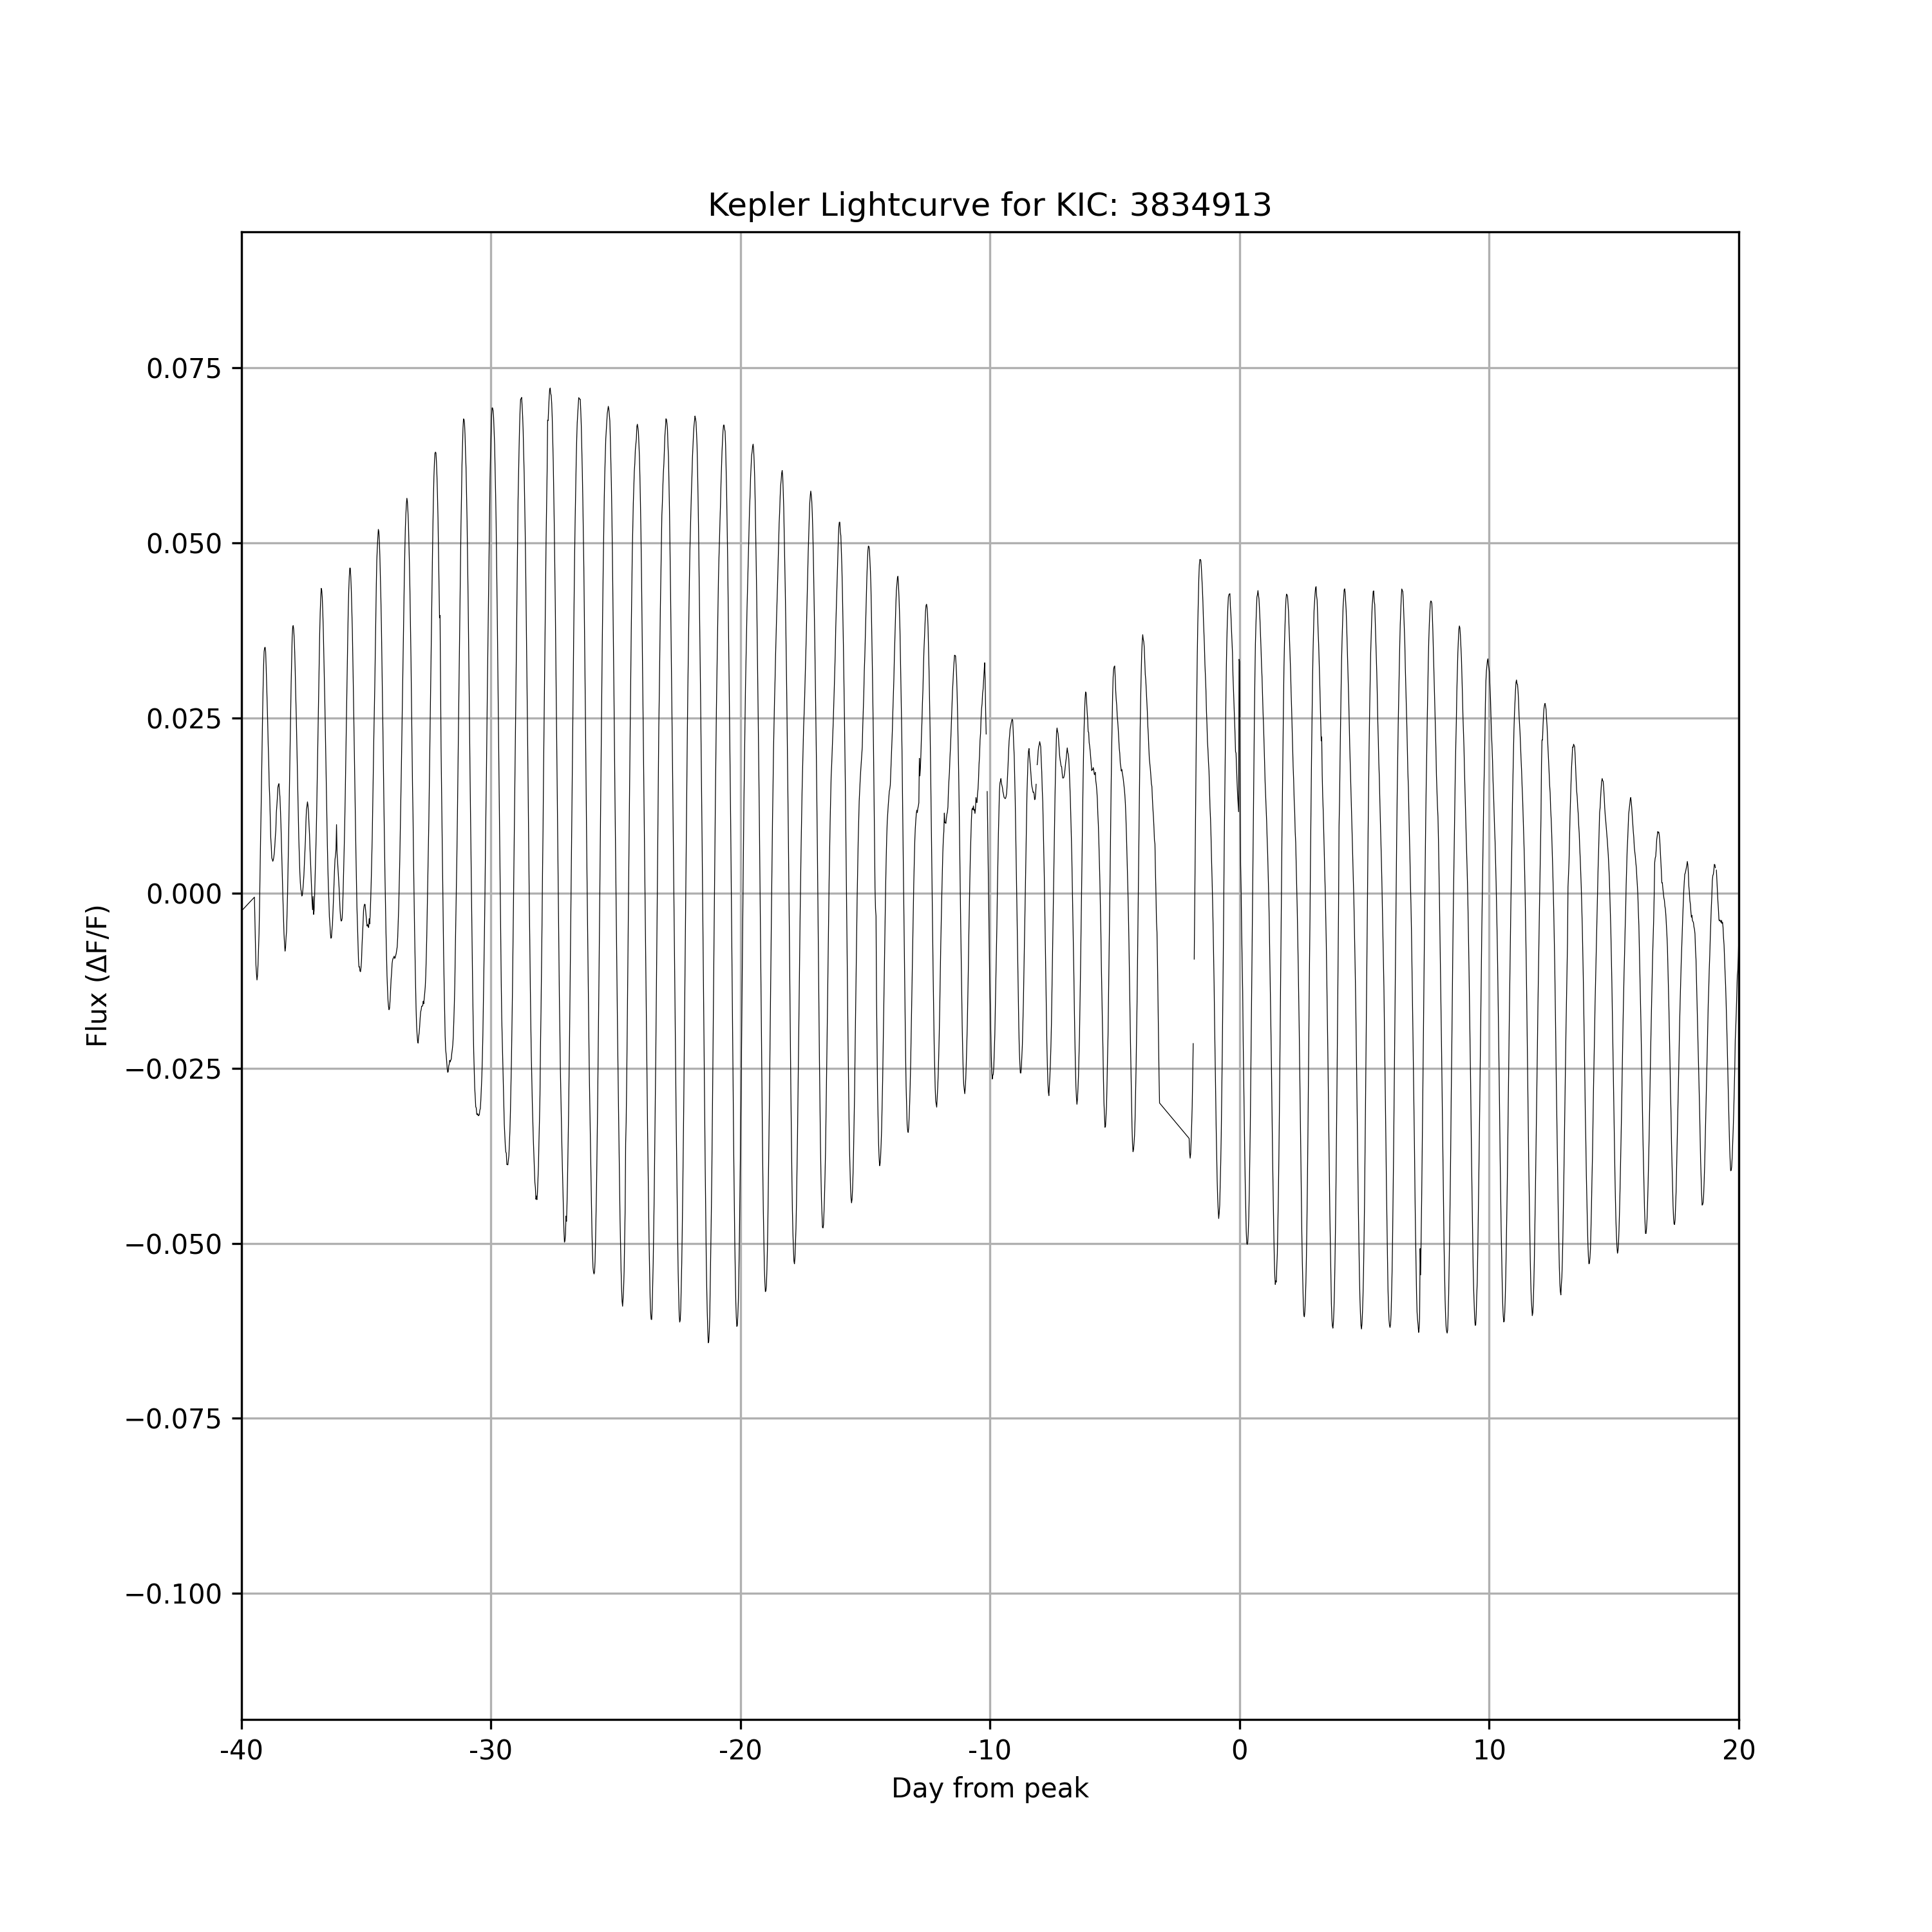 Kepler Lightcurve for KIC: 3834913
Flux (ΔF/F)
0.075
0.050
0.025
0.000
−0.025
−0.050
−0.075
−0.100
-40 -30 -20 -10 0 10 20
Day from peak